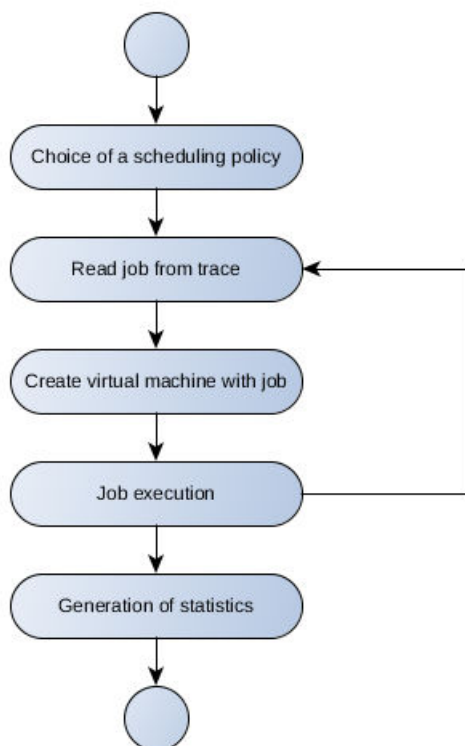 Choice of a scheduling policy
Read job from trace
Create virtual machine with job
Job execution
Generation of statistics